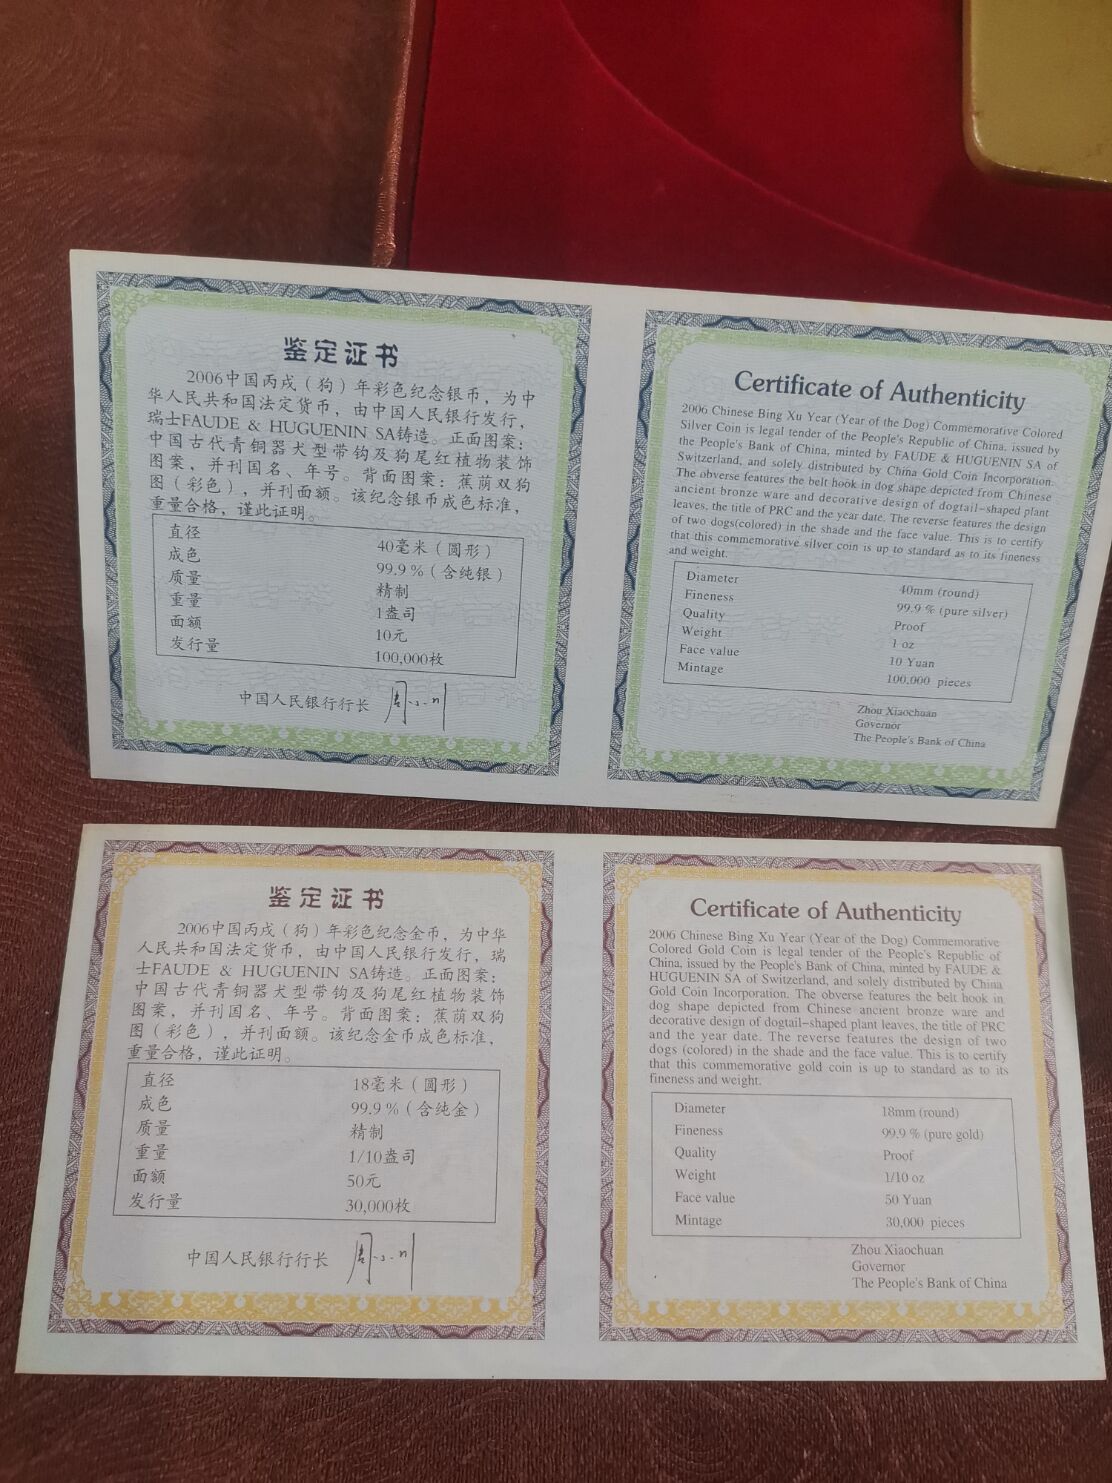 鉴定证书
2006中国丙戌（狗）年彩色纪念银币，为中
华人民共和国法定货币，由中国人民银行发行，
瑞士FAUDE & HUGUENIN SA铸造。正面图案：
中国古代青铜器犬型带钩及狗尾红植物装饰
图案，并刊国名、年号。背面图案：蕉荫双狗
图（彩色），并刊面额。该纪念银币成色标准，
重量合格，谨此证明。
直径 40毫米（圆形）
成色 99.9%（含纯银）
质量 精制
重量 1盎司
面额 10元
发行量 100,000枚
中国人民银行行长 周小川
Certificate of Authenticity
2006 Chinese Bing Xu Year (Year of the Dog) Commemorative Colored
Silver Coin is legal tender of the People's Republic of China, issued by
the People's Bank of China, minted by FAUDE & HUGUENIN SA of
Switzerland, and solely distributed by China Gold Coin Incorporation.
The obverse features the belt hook in dog shape depicted from Chinese
ancient bronze ware and decorative design of dogtail-shaped plant
leaves, the title of PRC and the year date. The reverse features the design
of two dogs(colored) in the shade and the face value. This is to certify
that this commemorative silver coin is up to standard as to its fineness
and weight.
Diameter 40mm (round)
Fineness 99.9 % (pure silver)
Quality Proof
Weight 1 oz
Face value 10 Yuan
Mintage 100,000 pieces
Zhou Xiaochuan
Governor
The People's Bank of China
鉴定证书
2006中国丙戌（狗）年彩色纪念金币，为中华
人民共和国法定货币，由中国人民银行发行，瑞
士FAUDE & HUGUENIN SA铸造。正面图案：
中国古代青铜器犬型带钩及狗尾红植物装饰
图案，并刊国名、年号。背面图案：蕉荫双狗
图（彩色），并刊面额。该纪念金币成色标准，
重量合格，谨此证明。
直径 18毫米（圆形）
成色 99.9%（含纯金）
质量 精制
重量 1/10盎司
面额 50元
发行量 30,000枚
中国人民银行行长 周小川
Certificate of Authenticity
2006 Chinese Bing Xu Year (Year of the Dog) Commemorative
Colored Gold Coin is legal tender of the People's Republic of
China, issued by the People's Bank of China, minted by FAUDE &
HUGUENIN SA of Switzerland, and solely distributed by China
Gold Coin Incorporation. The obverse features the belt hook in
dog shape depicted from Chinese ancient bronze ware and
decorative design of dogtail-shaped plant leaves, the title of PRC
and the year date. The reverse features the design of two
dogs (colored) in the shade and the face value. This is to certify
that this commemorative gold coin is up to standard as to its
fineness and weight.
Diameter 18mm (round)
Fineness 99.9 % (pure gold)
Quality Proof
Weight 1/10 oz
Face value 50 Yuan
Mintage 30,000 pieces
Zhou Xiaochuan
Governor
The People's Bank of China